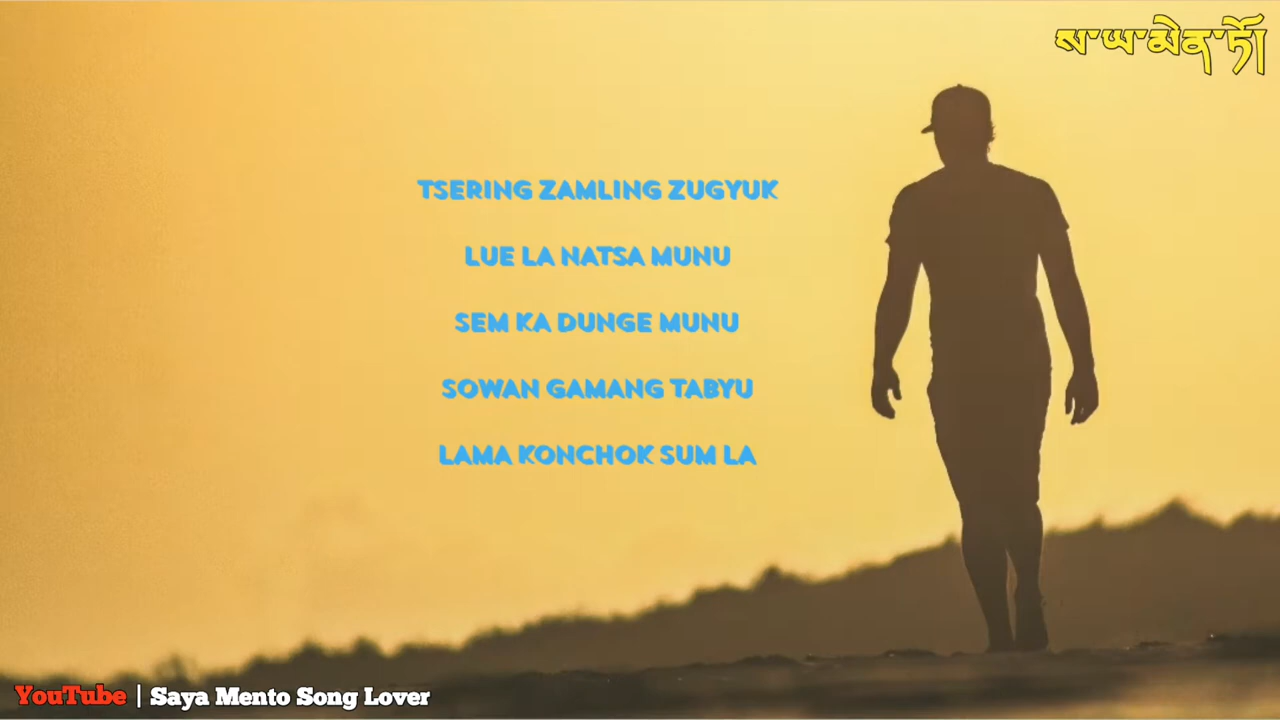 ས་ཡ་མེན་ཏོ།
TSERING ZAMLING ZUGYUK
LUE LA NATSA MUNU
SEM KA DUNGE MUNU
SOWAN GAMANG TABYU
LAMA KONCHOK SUM LA
YouTube | Saya Mento Song Lover